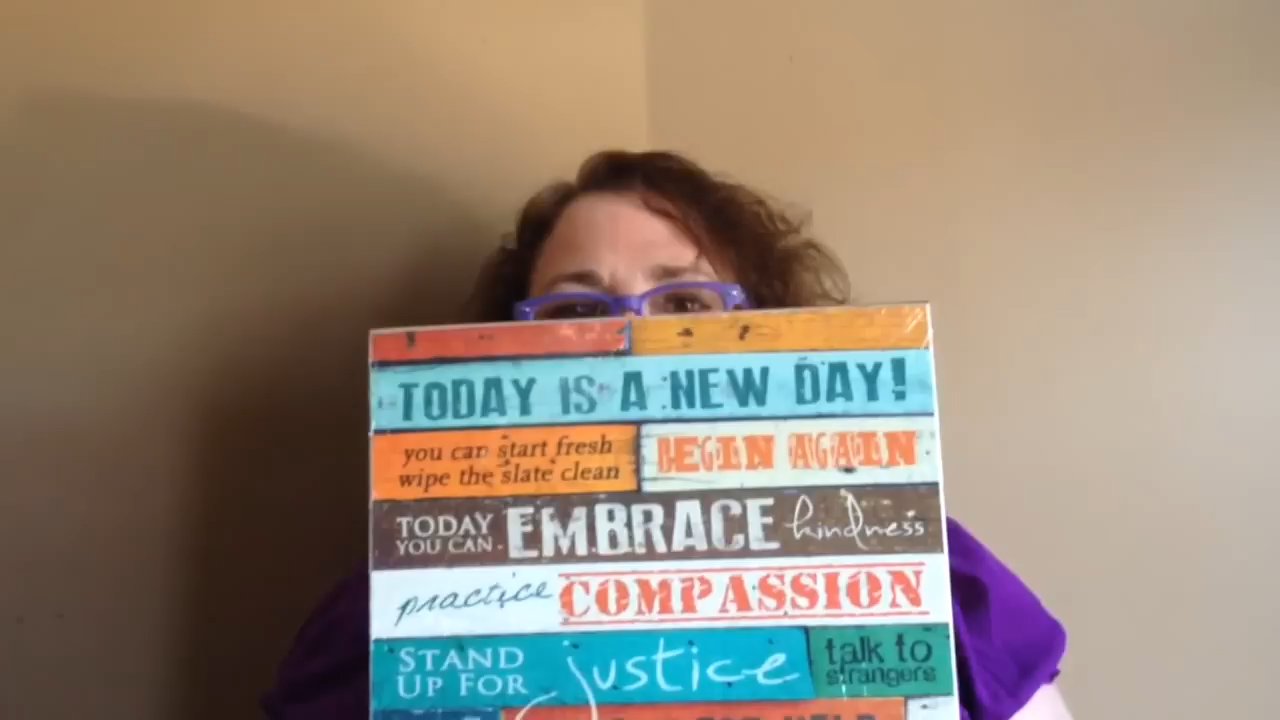 TODAY IS A NEW DAY!
you can start fresh
wipe the slate clean
BEGIN AGAIN
TODAY
YOU CAN
EMBRACE kindness
practice COMPASSION
STAND
UP FOR
justice
talk to
strangers
HELP